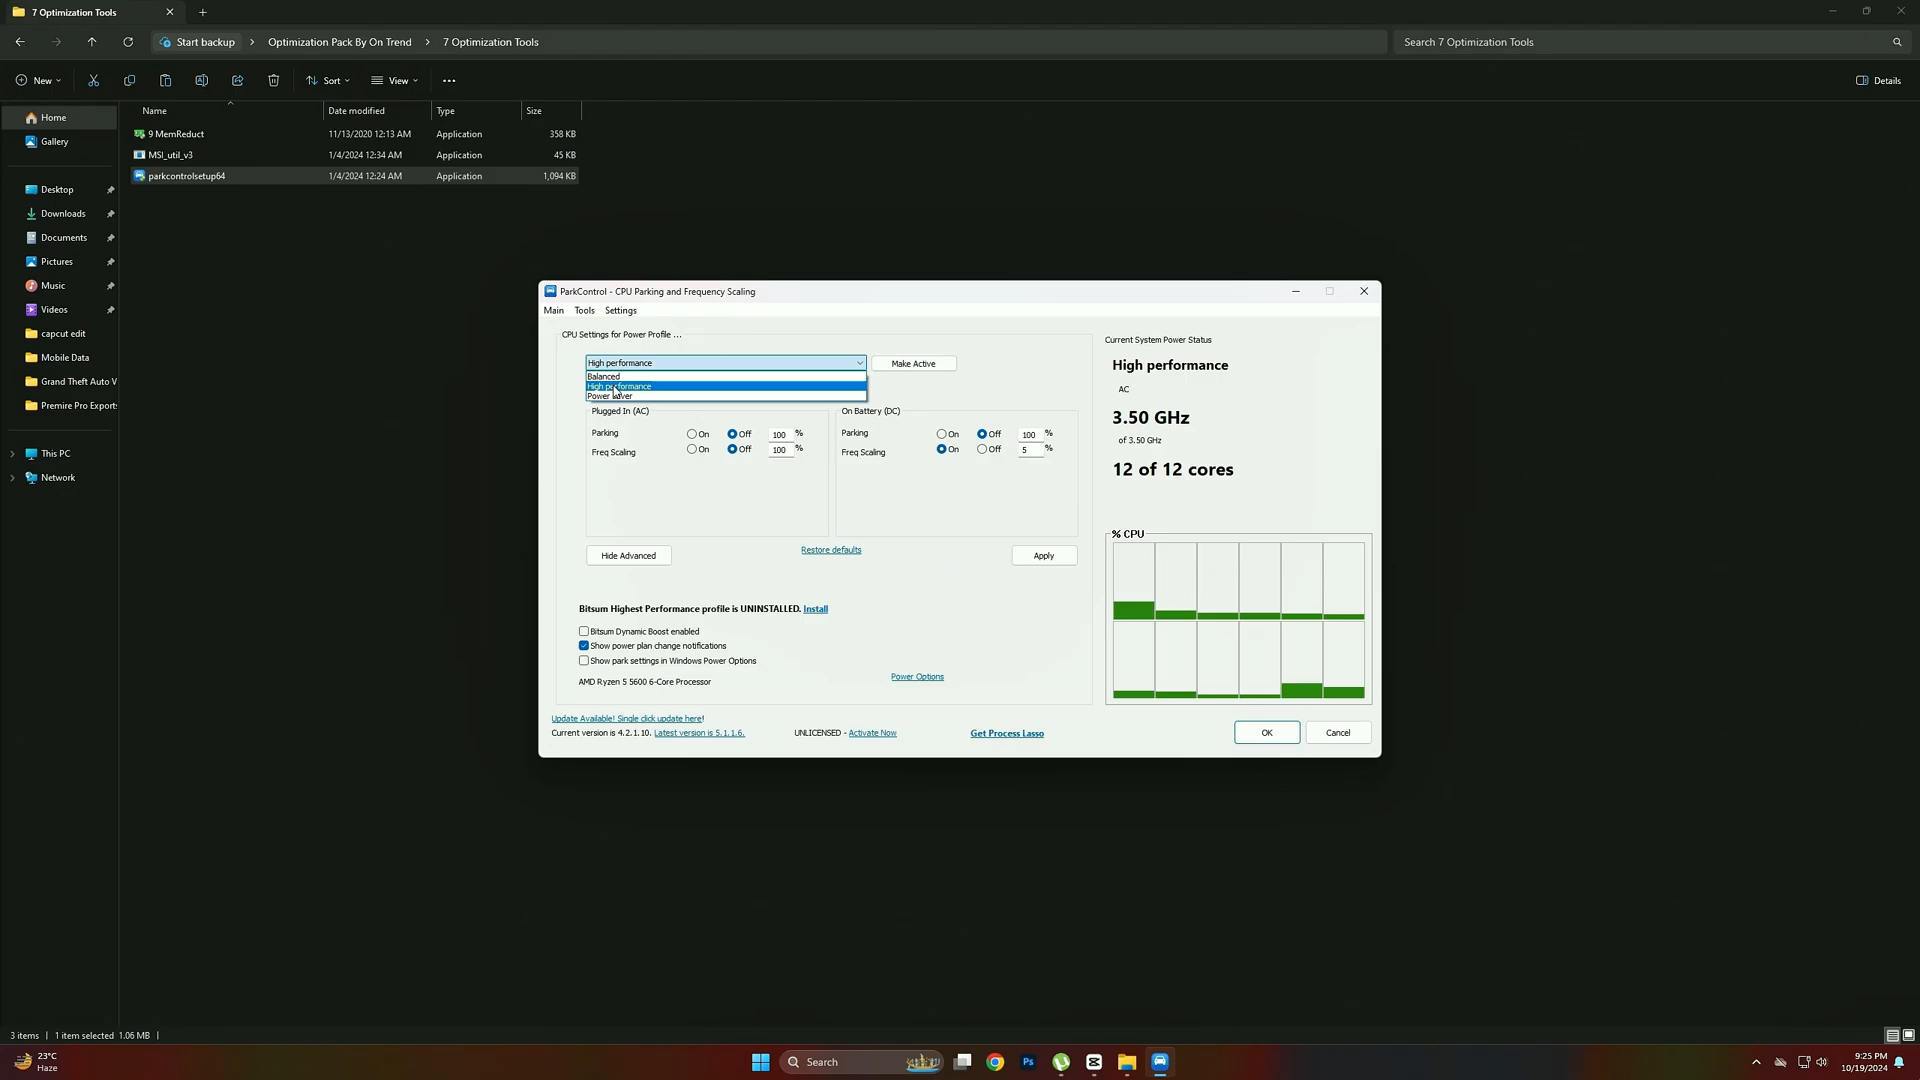 7 Optimization Tools
Start backup
Optimization Pack By On Trend
7 Optimization Tools
Search 7 Optimization Tools
New
Sort
View
Details
Name
Date modified
Type
Size
Home
Gallery
9 MemReduct
11/13/2020 12:13 AM
Application
358 KB
MSI_util_v3
1/4/2024 12:34 AM
Application
45 KB
parkcontrolsetup64
1/4/2024 12:24 AM
Application
1,094 KB
Desktop
Downloads
Documents
Pictures
Music
Videos
capcut edit
Mobile Data
Grand Theft Auto V
Premire Pro Exports
This PC
Network
ParkControl - CPU Parking and Frequency Scaling
Main
Tools
Settings
CPU Settings for Power Profile ...
High performance
Make Active
Balanced
High performance
Power saver
Plugged In (AC)
Parking
On
Off
100 %
Freq Scaling
On
Off
100 %
On Battery (DC)
Parking
On
Off
100 %
Freq Scaling
On
Off
5 %
Hide Advanced
Restore defaults
Apply
Bitsum Highest Performance profile is UNINSTALLED. Install
Bitsum Dynamic Boost enabled
Show power plan change notifications
Show park settings in Windows Power Options
AMD Ryzen 5 5600 6-Core Processor
Power Options
Update Available! Single click update here!
Current version is 4.2.1.10. Latest version is 5.1.1.6.
UNLICENSED - Activate Now
Get Process Lasso
Current System Power Status
High performance
AC
3.50 GHz
of 3.50 GHz
12 of 12 cores
% CPU
OK
Cancel
3 items
1 item selected 1.06 MB
23°C
Haze
Search
Ps
9:25 PM
10/19/2024